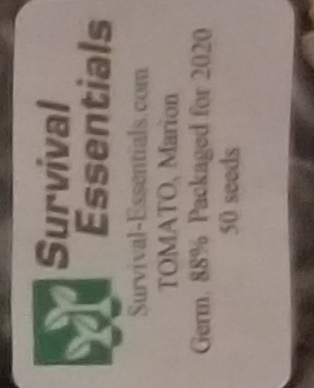 Survival
Essentials
Survival-Essentials.com
TOMATO, Marion
Germ. 88% Packaged for 2020
50 seeds